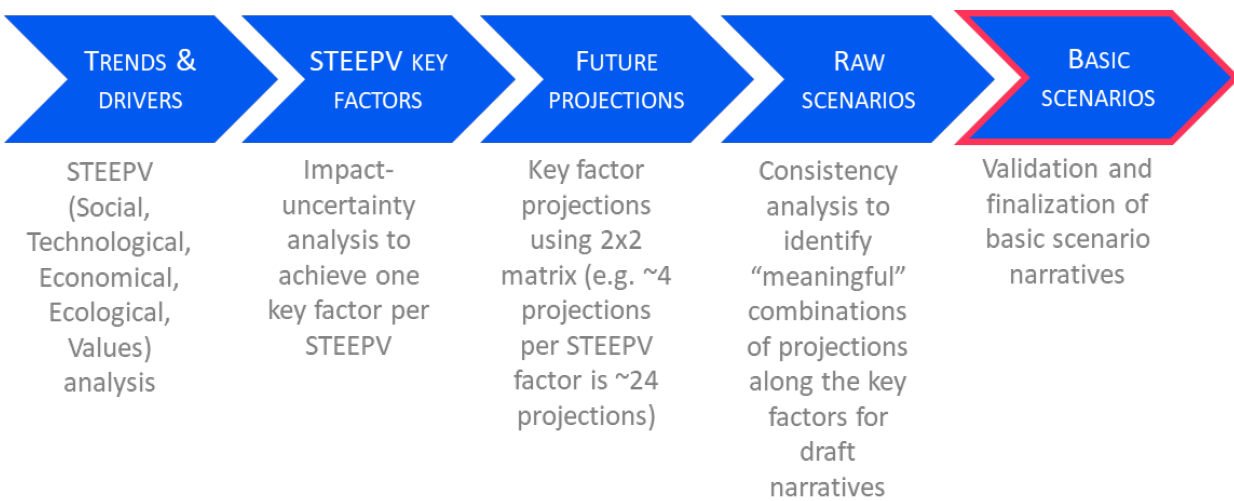 TRENDS &
DRIVERS
STEEPV
(Social,
Technological,
Economical,
Ecological,
Values)
analysis
STEEPV KEY
FACTORS
Impact-
uncertainty
analysis to
achieve one
key factor per
STEEPV
FUTURE
PROJECTIONS
Key factor
projections
using 2x2
matrix (e.g. ~4
projections
per STEEPV
factor is ~24
projections)
RAW
SCENARIOS
Consistency
analysis to
identify
“meaningful”
combinations
of projections
along the key
factors for
draft
narratives
BASIC
SCENARIOS
Validation and
finalization of
basic scenario
narratives